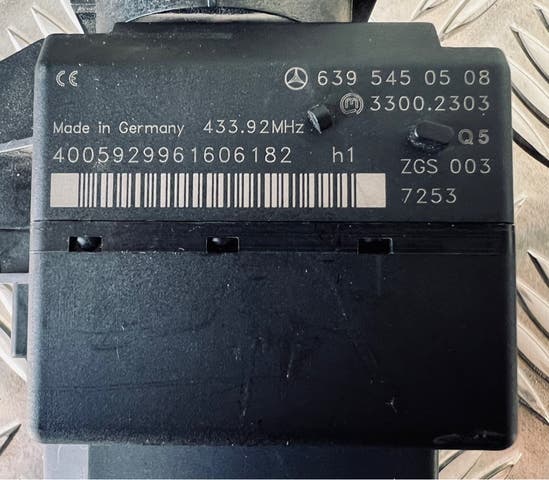 CE 639 545 05 08
3300.2303
Made in Germany 433.92MHz Q5
4005929961606182 h1 ZGS 003
7253